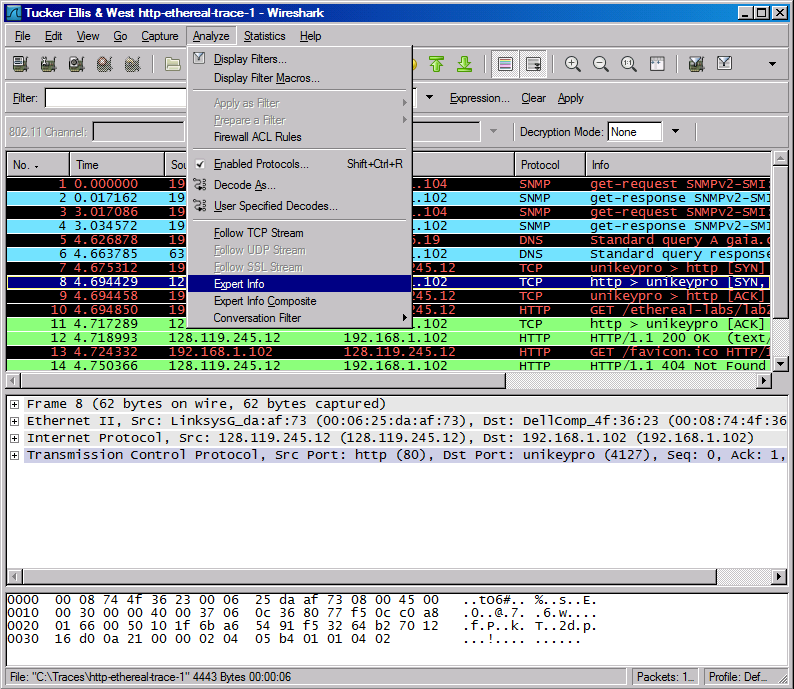 Tucker Ellis & West http-ethereal-trace-1 - Wireshark
File Edit View Go Capture Analyze Statistics Help
Display Filters...
Display Filter Macros...
Apply as Filter
Prepare a Filter
Firewall ACL Rules
Enabled Protocols... Shift+Ctrl+R
Decode As...
User Specified Decodes...
Follow TCP Stream
Follow UDP Stream
Follow SSL Stream
Expert Info
Expert Info Composite
Conversation Filter
Filter: Expression... Clear Apply
802.11 Channel: Decryption Mode: None
No. . Time Sou Protocol Info
1 0.000000 19 .104 SNMP get-request SNMPv2-SMI:
2 0.017162 19 .102 SNMP get-response SNMPv2-SM
3 3.017086 19 .104 SNMP get-request SNMPv2-SMI:
4 3.034572 19 .102 SNMP get-response SNMPv2-SM
5 4.626878 19 .19 DNS Standard query A gaia.c
6 4.663785 63 .102 DNS Standard query response
7 4.675312 19 245.12 TCP unikeypro > http [SYN]
8 4.694429 12 .102 TCP http > unikeypro [SYN,
9 4.694458 19 245.12 TCP unikeypro > http [ACK]
10 4.694850 19 245.12 HTTP GET /ethereal-labs/lab2
11 4.717289 12 .102 TCP http > unikeypro [ACK]
12 4.718993 128.119.245.12 192.168.1.102 HTTP HTTP/1.1 200 OK (text/
13 4.724332 192.168.1.102 128.119.245.12 HTTP GET /favicon.ico HTTP/1
14 4.750366 128.119.245.12 192.168.1.102 HTTP HTTP/1.1 404 Not Found
Frame 8 (62 bytes on wire, 62 bytes captured)
Ethernet II, Src: LinksysG_da:af:73 (00:06:25:da:af:73), Dst: DellComp_4f:36:23 (00:08:74:4f:36
Internet Protocol, Src: 128.119.245.12 (128.119.245.12), Dst: 192.168.1.102 (192.168.1.102)
Transmission Control Protocol, Src Port: http (80), Dst Port: unikeypro (4127), Seq: 0, Ack: 1,
0000 00 08 74 4f 36 23 00 06 25 da af 73 08 00 45 00 ..tO6#.. %..s..E.
0010 00 30 00 00 40 00 37 06 0c 36 80 77 f5 0c c0 a8 .0..@.7. .6.w....
0020 01 66 00 50 10 1f 6b a6 54 91 f5 32 64 b2 70 12 .f.P..k. T..2d.p.
0030 16 d0 0a 21 00 00 02 04 05 b4 01 01 04 02 ...!.... ......
File: "C:\Traces\http-ethereal-trace-1" 4443 Bytes 00:00:06 Packets: 1... Profile: Def...